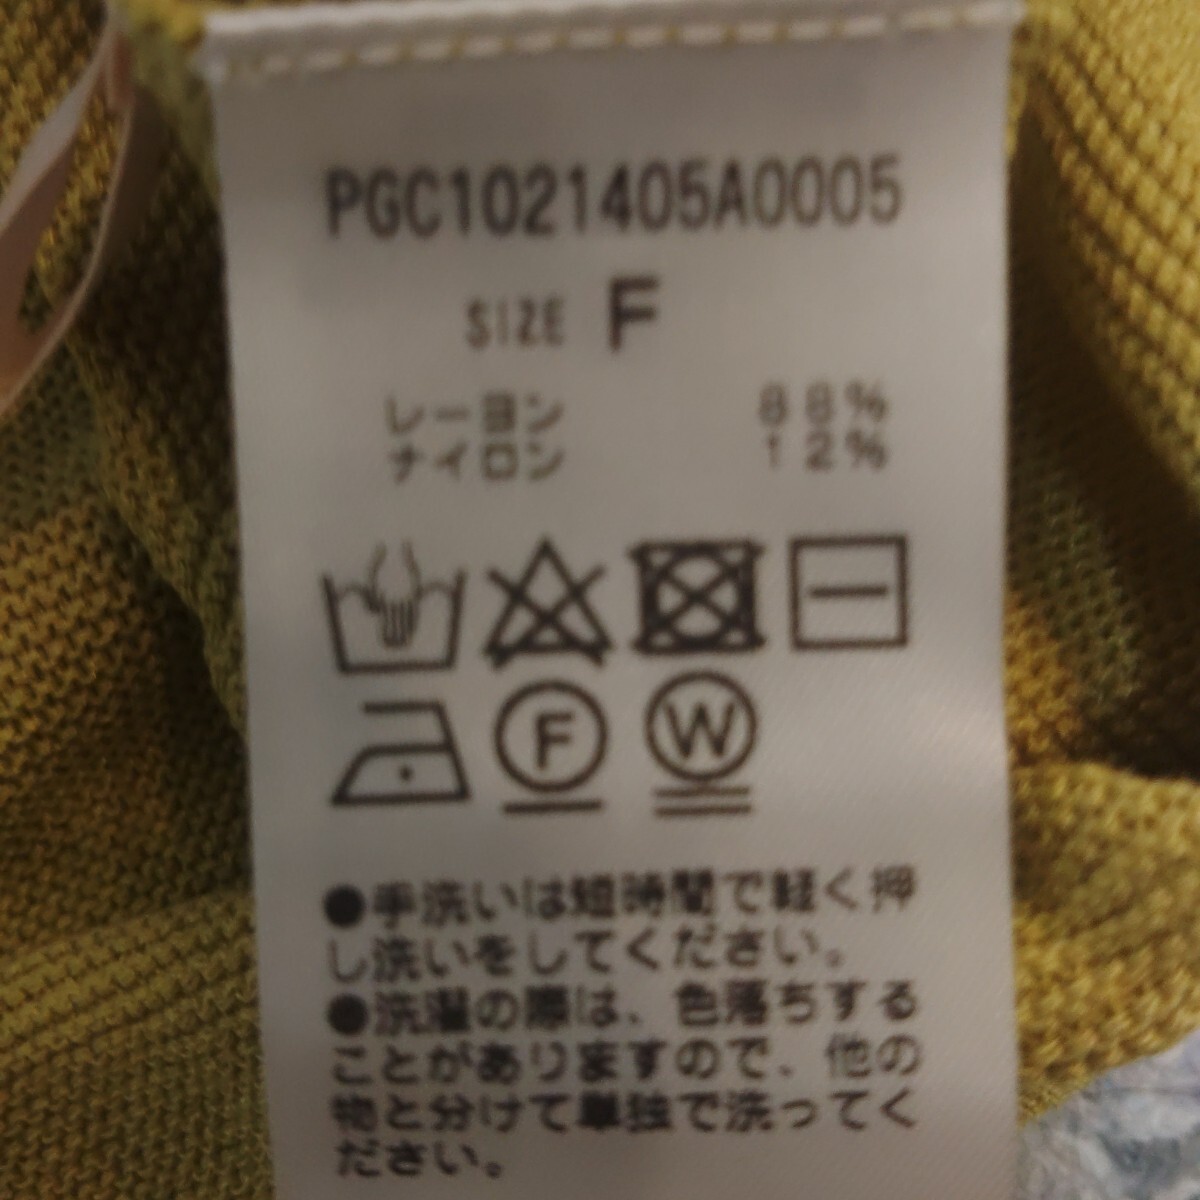 PGC1021405A0005
SIZE F
レーヨン 88%
ナイロン 12%
F W
●手洗いは短時間で軽く押
し洗いをしてください。
●洗濯の際は、色落ちする
ことがありますので、他の
物と分けて単独で洗ってく
ださい。